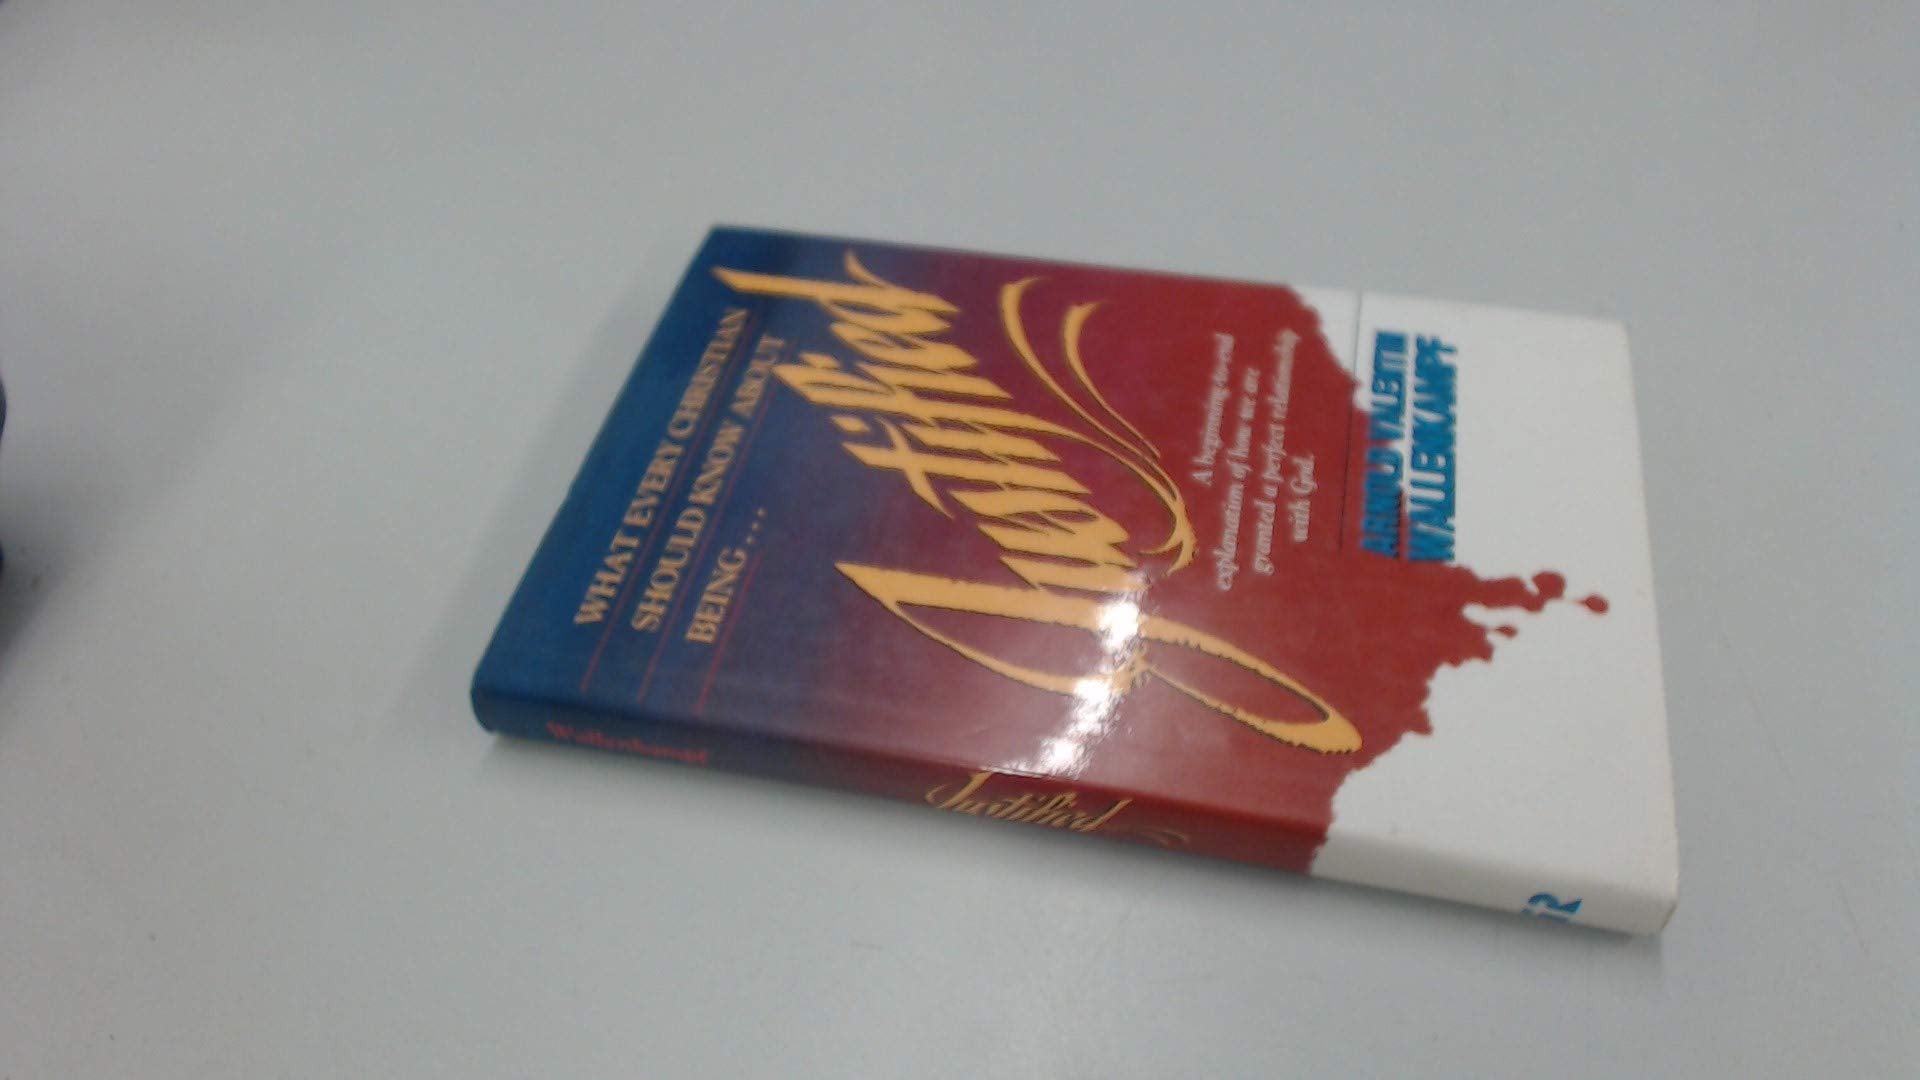 WHAT EVERY CHRISTIAN
SHOULD KNOW ABOUT
BEING....
Justified
A beginning-to-end
explanation of how we are
granted a perfect relationship
with God.
ARNOLD VALENTIN
WALLENKAMPF
Wallenkampf
Justified